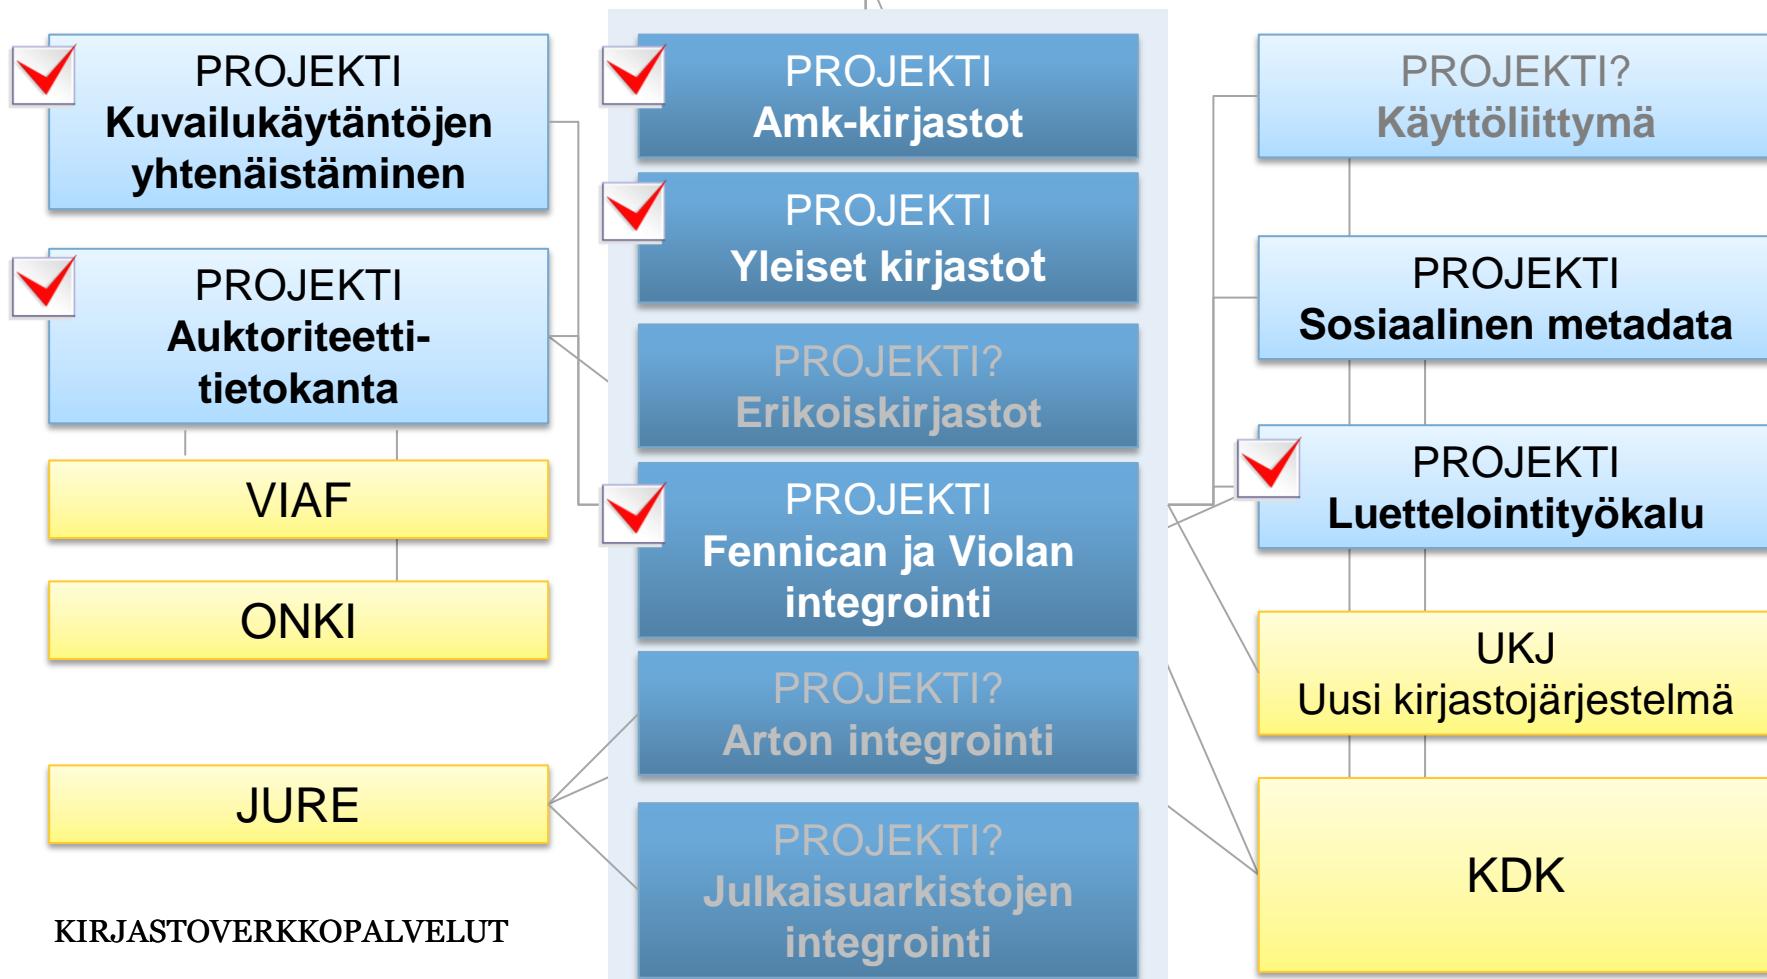 PROJEKTI
Kuvailukäytäntöjen
yhtenäistäminen
PROJEKTI
Auktoriteetti-
tietokanta
VIAF
ONKI
JURE
KIRJASTOVERKKOPALVELUT
PROJEKTI
Amk-kirjastot
PROJEKTI
Yleiset kirjastot
PROJEKTI?
Erikoiskirjastot
PROJEKTI
Fennican ja Violan
integrointi
PROJEKTI?
Arton integrointi
PROJEKTI?
Julkaisuarkistojen
integrointi
PROJEKTI?
Käyttöliittymä
PROJEKTI
Sosiaalinen metadata
PROJEKTI
Luettelointityökalu
UKJ
Uusi kirjastojärjestelmä
KDK